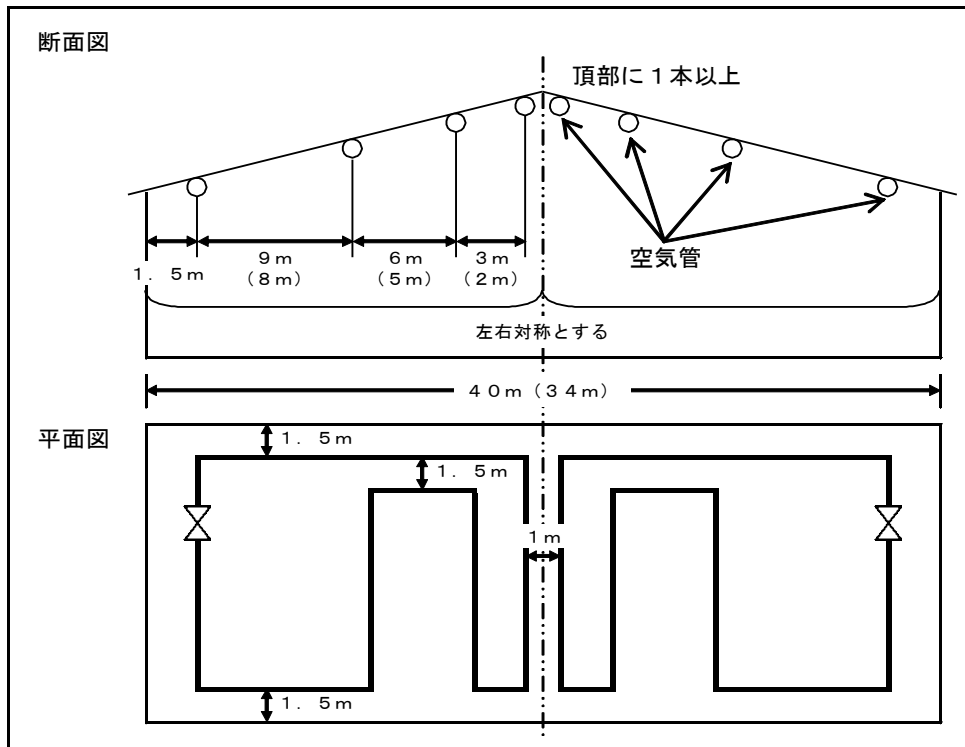 断面図
頂部に１本以上
空気管
１．５ｍ
９ｍ
（８ｍ）
６ｍ
（５ｍ）
３ｍ
（２ｍ）
左右対称とする
４０ｍ（３４ｍ）
平面図
１．５ｍ
１．５ｍ
１ｍ
１．５ｍ